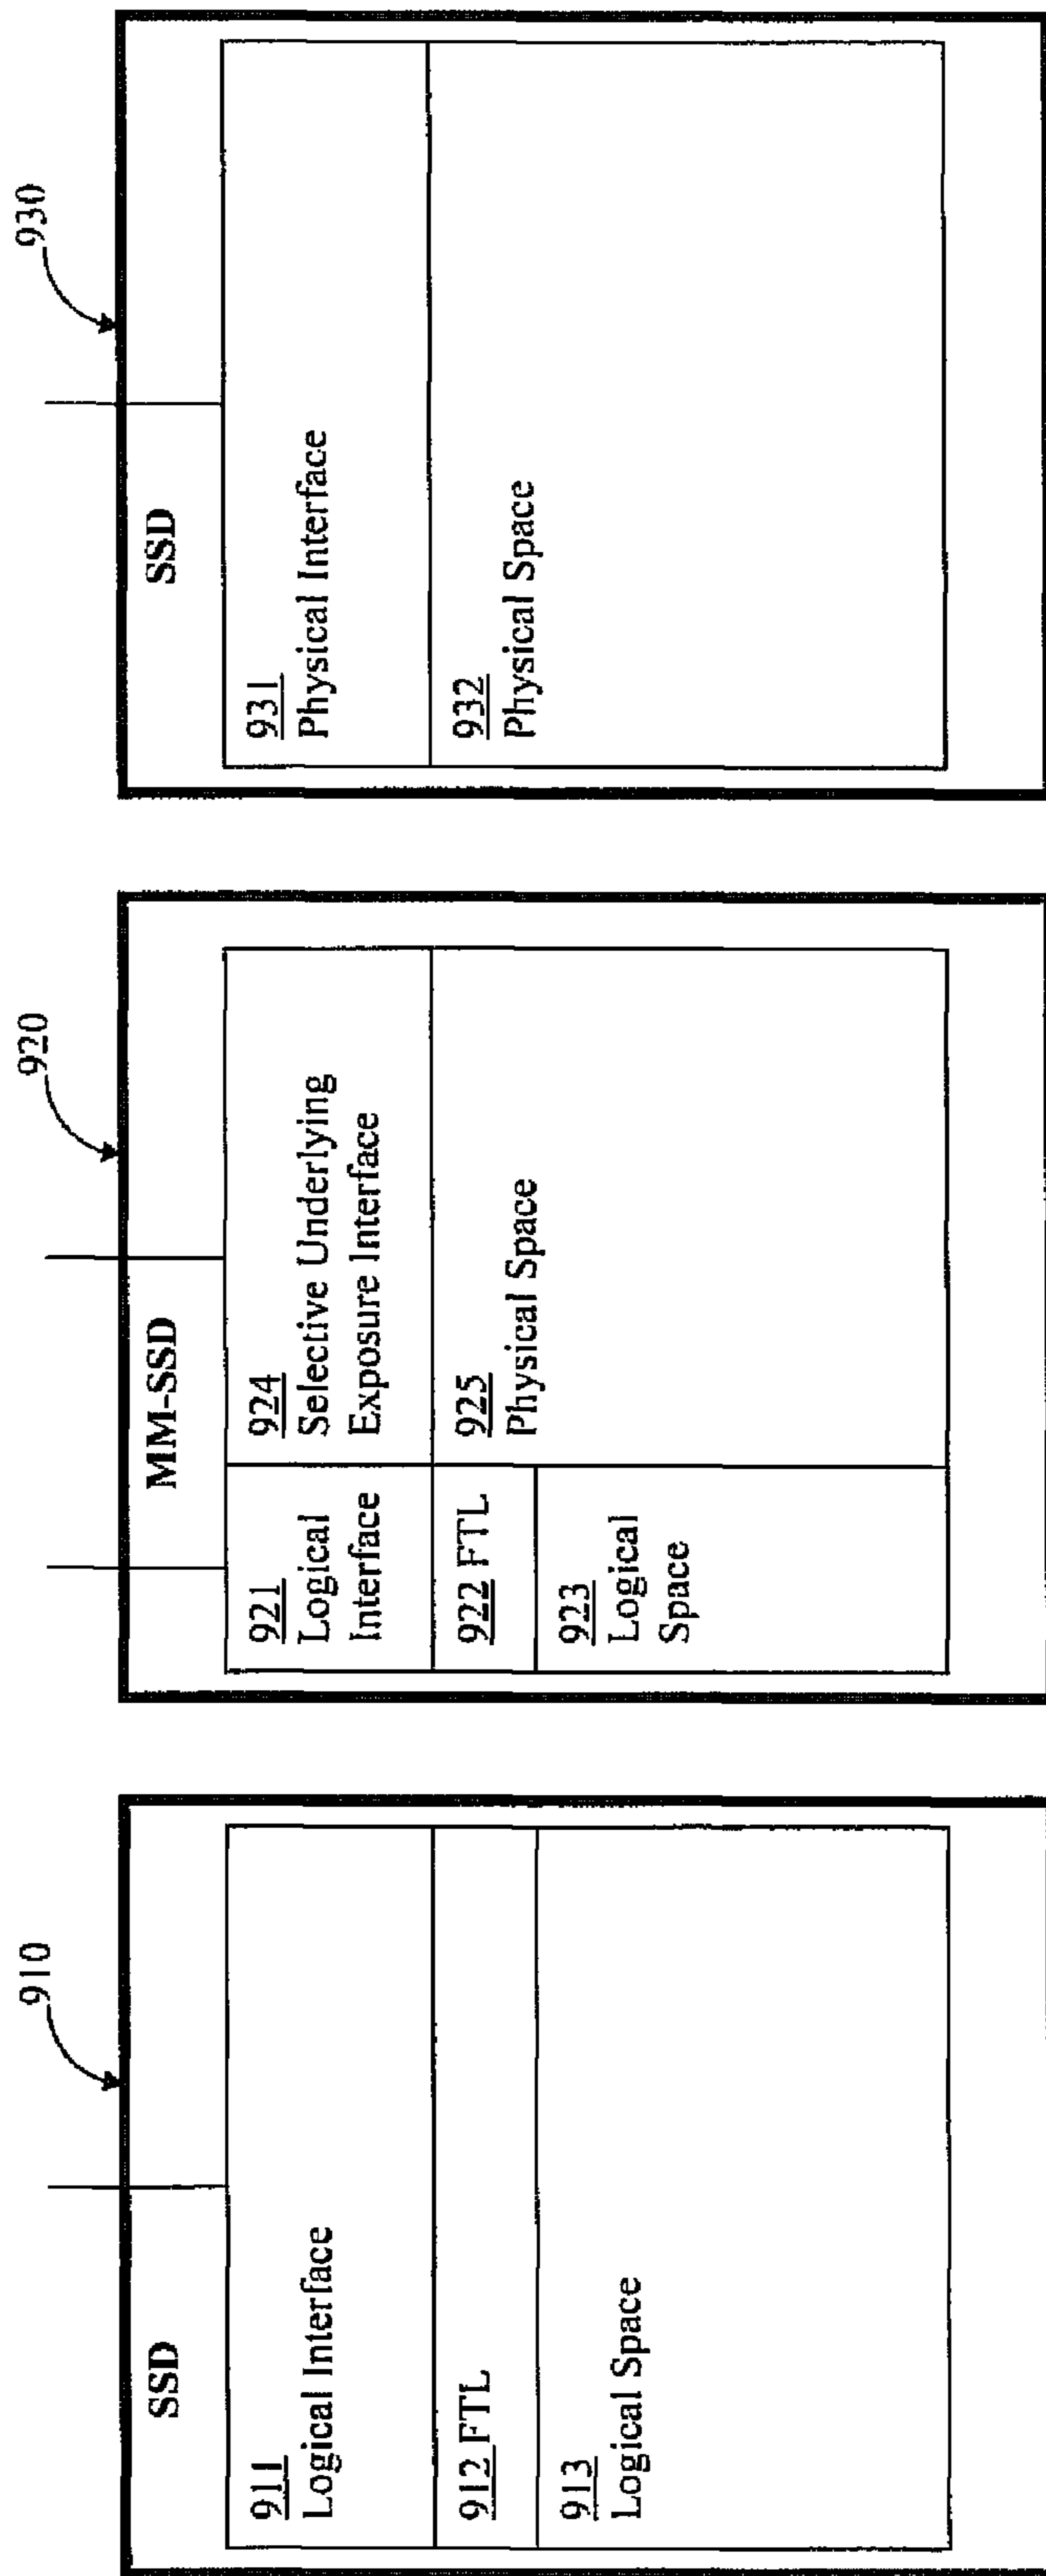 910
SSD
911
Logical Interface
912 FTL
913
Logical Space
920
MM-SSD
921
Logical
Interface
922 FTL
923
Logical
Space
924
Selective Underlying
Exposure Interface
925
Physical Space
930
SSD
931
Physical Interface
932
Physical Space